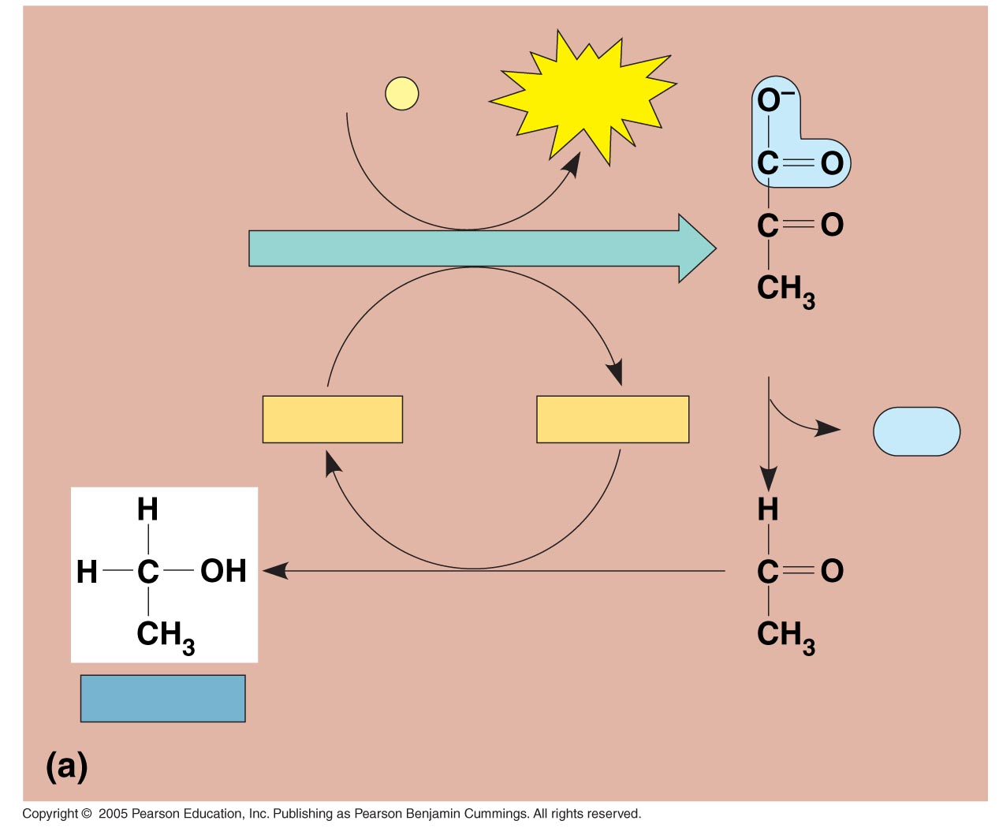 O–
C=O
C=O
CH3
H
C=O
CH3
H
H–C–OH
CH3
(a)
Copyright © 2005 Pearson Education, Inc. Publishing as Pearson Benjamin Cummings. All rights reserved.